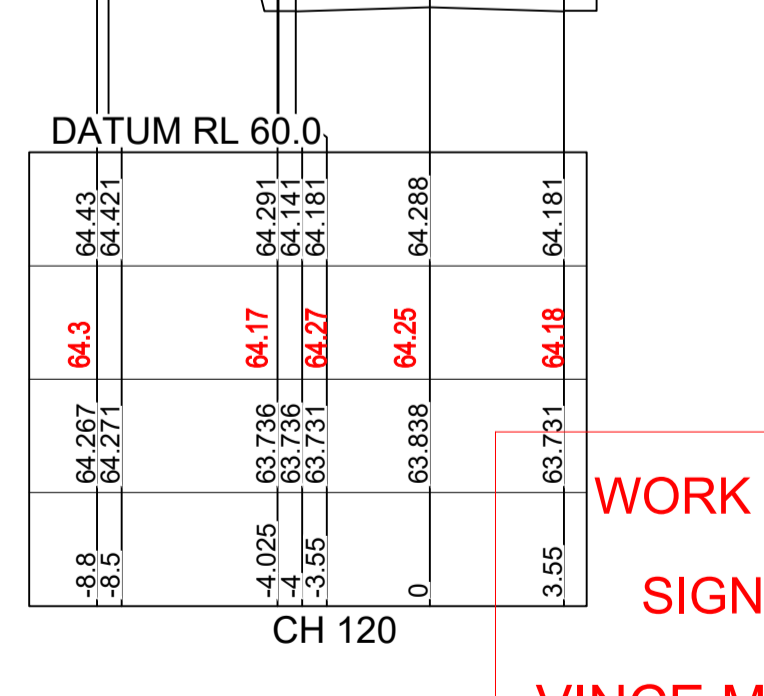 DATUM RL 60.0
64.43 64.421 64.291 64.141 64.181 64.288 64.181
64.3 64.17 64.27 64.25 64.18
64.267 64.271 63.736 63.736 63.731 63.838 63.731
-8.8 -8.5 -4.025 -4 -3.55 0 3.55
CH 120
WORK
SIGN